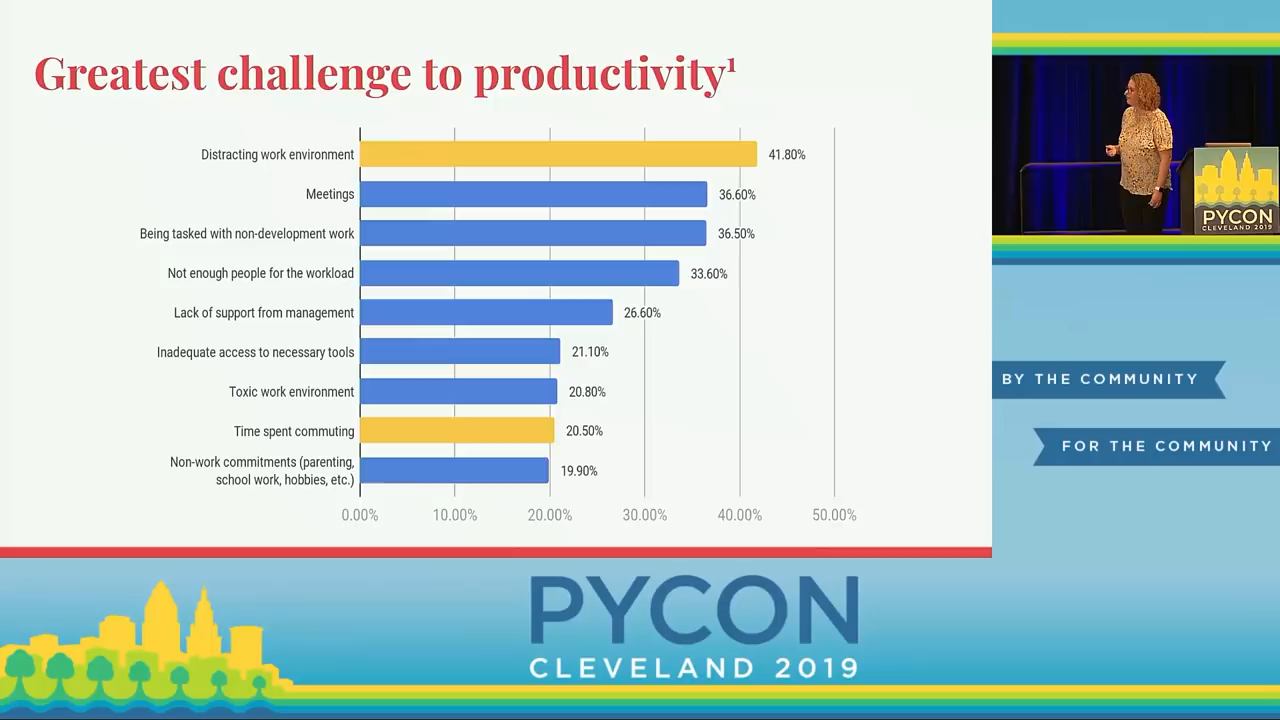 Greatest challenge to productivity¹
Distracting work environment 41.80%
Meetings 36.60%
Being tasked with non-development work 36.50%
Not enough people for the workload 33.60%
Lack of support from management 26.60%
Inadequate access to necessary tools 21.10%
Toxic work environment 20.80%
Time spent commuting 20.50%
Non-work commitments (parenting,
school work, hobbies, etc.) 19.90%
0.00% 10.00% 20.00% 30.00% 40.00% 50.00%
PYCON
CLEVELAND 2019
BY THE COMMUNITY
FOR THE COMMUNITY
PYCON
CLEVELAND 2019